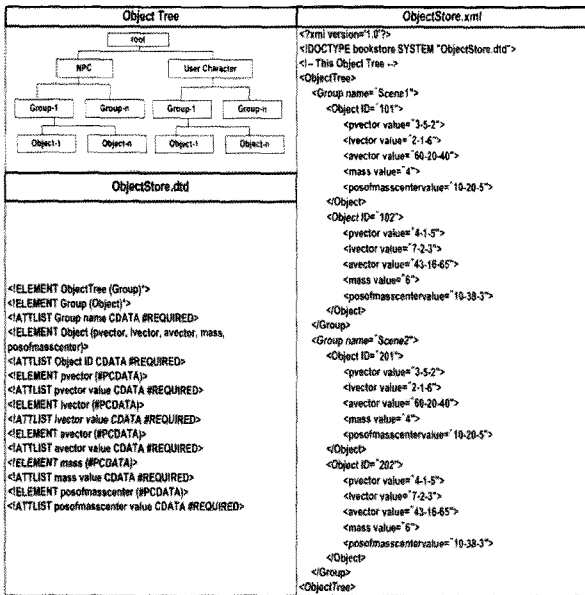 Object Tree
root
NPC
User Character
Group-1
Group-n
Group-1
Group-n
Object-1
Object-n
Object-1
Object-n
ObjectStore.dtd
<!ELEMENT ObjectTree (Group)*>
<!ELEMENT Group (Object)*>
<!ATTLIST Group name CDATA #REQUIRED>
<!ELEMENT Object (pvector, lvector, avector, mass,
posofmasscenter)>
<!ATTLIST Object ID CDATA #REQUIRED>
<!ELEMENT pvector (#PCDATA)>
<!ATTLIST pvector value CDATA #REQUIRED>
<!ELEMENT lvector (#PCDATA)>
<!ATTLIST lvector value CDATA #REQUIRED>
<!ELEMENT avector (#PCDATA)>
<!ATTLIST avector value CDATA #REQUIRED>
<!ELEMENT mass (#PCDATA)>
<!ATTLIST mass value CDATA #REQUIRED>
<!ELEMENT posofmasscenter (#PCDATA)>
<!ATTLIST posofmasscenter value CDATA #REQUIRED>
ObjectStore.xml
<?xml version="1.0"?>
<!DOCTYPE bookstore SYSTEM "ObjectStore.dtd">
<!-- This Object Tree -->
<ObjectTree>
<Group name="Scene1">
<Object ID="101">
<pvector value="3-5-2">
<lvector value="2-1-6">
<avector value="60-20-40">
<mass value="4">
<posofmasscentervalue="10-20-5">
</Object>
<Object ID="102">
<pvector value="4-1-5">
<lvector value="7-2-3">
<avector value="43-16-65">
<mass value="6">
<posofmasscentervalue="10-38-3">
</Object>
</Group>
<Group name="Scene2">
<Object ID="201">
<pvector value="3-5-2">
<lvector value="2-1-6">
<avector value="60-20-40">
<mass value="4">
<posofmasscentervalue="10-20-5">
</Object>
<Object ID="202">
<pvector value="4-1-5">
<lvector value="7-2-3">
<avector value="43-16-65">
<mass value="6">
<posofmasscentervalue="10-38-3">
</Object>
</Group>
<ObjectTree>